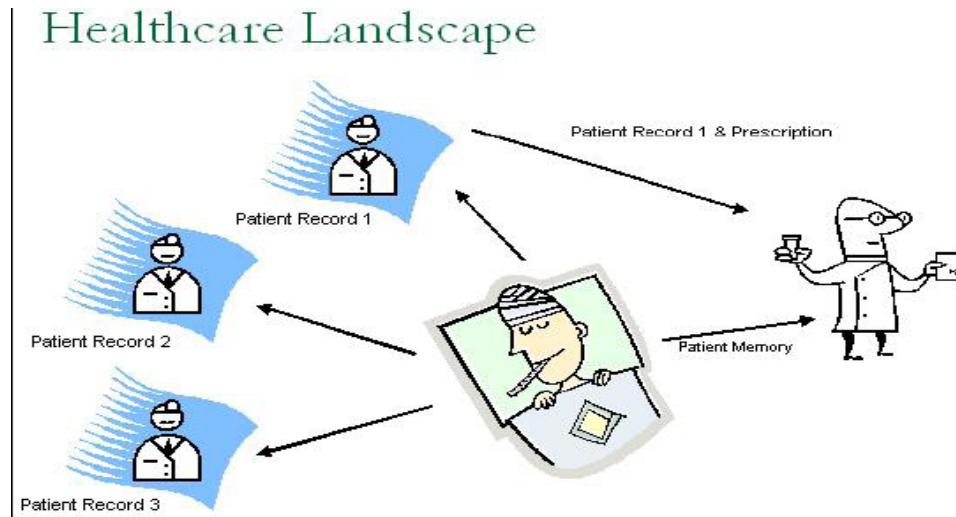 Healthcare Landscape
Patient Record 1 & Prescription
Patient Record 1
Patient Record 2
Patient Memory
Patient Record 3